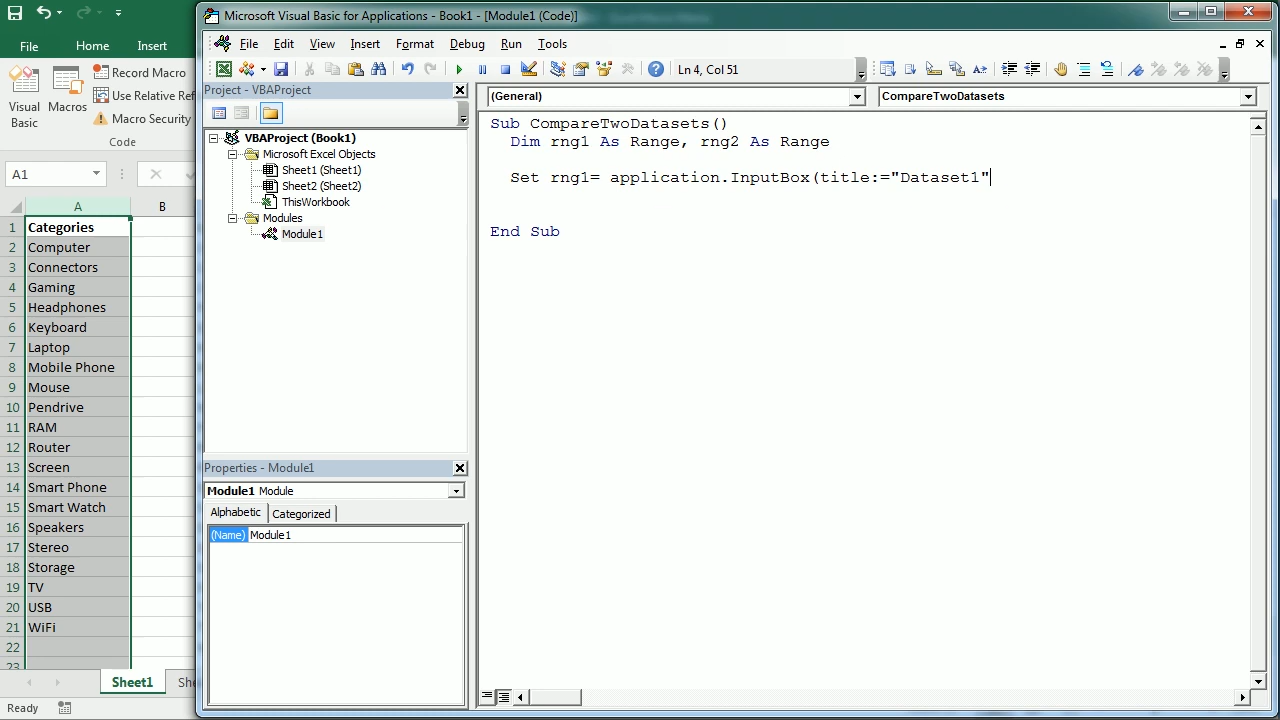 File
Home
Insert
Visual
Basic
Macros
Record Macro
Use Relative Ref
Macro Security
Code
A1
A
B
1 Categories
2 Computer
3 Connectors
4 Gaming
5 Headphones
6 Keyboard
7 Laptop
8 Mobile Phone
9 Mouse
10 Pendrive
11 RAM
12 Router
13 Screen
14 Smart Phone
15 Smart Watch
16 Speakers
17 Stereo
18 Storage
19 TV
20 USB
21 WiFi
22
23
Sheet1
She
Ready
Microsoft Visual Basic for Applications - Book1 - [Module1 (Code)]
File Edit View Insert Format Debug Run Tools
Ln 4, Col 51
Project - VBAProject
VBAProject (Book1)
Microsoft Excel Objects
Sheet1 (Sheet1)
Sheet2 (Sheet2)
ThisWorkbook
Modules
Module1
Properties - Module1
Module1 Module
Alphabetic Categorized
(Name) Module1
(General)
CompareTwoDatasets
Sub CompareTwoDatasets()
Dim rng1 As Range, rng2 As Range
Set rng1= application.InputBox(title:="Dataset1"
End Sub